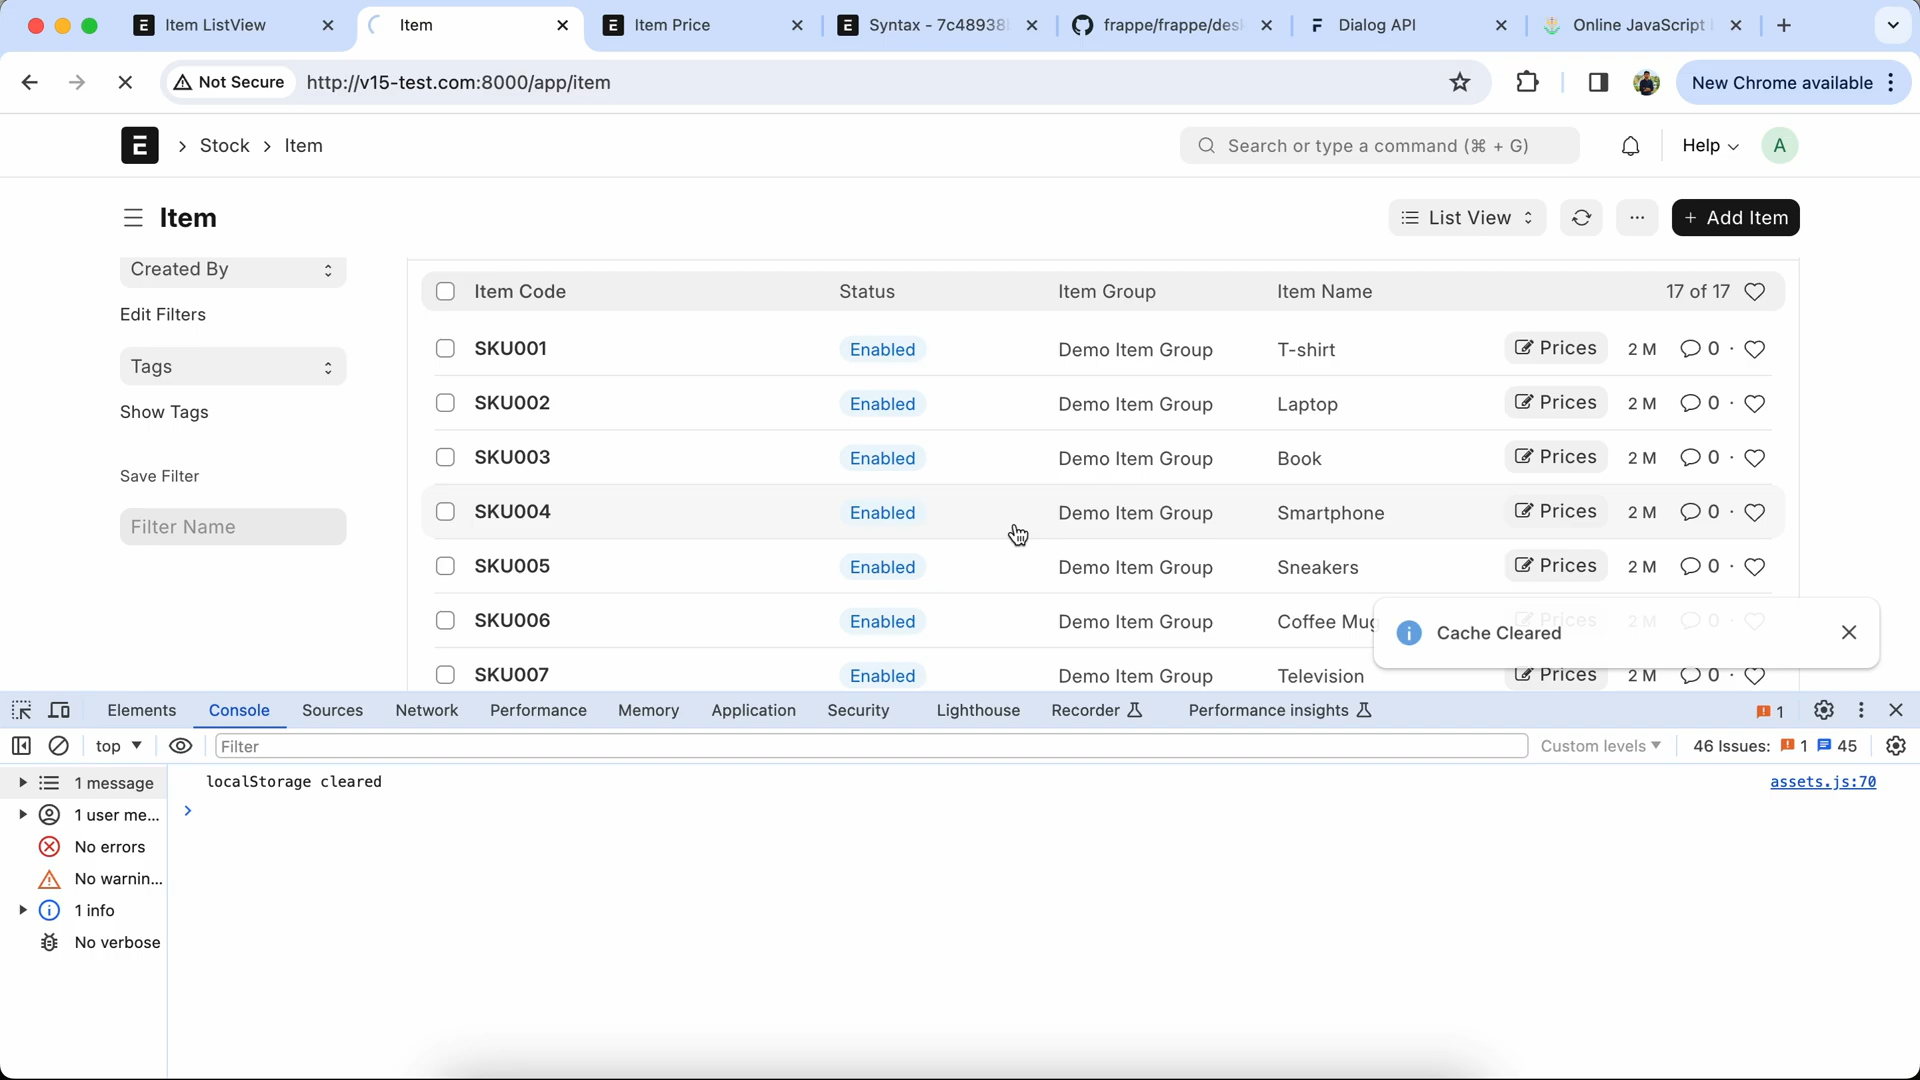 Item ListView
Item
Item Price
Syntax - 7c48938
frappe/frappe/des
Dialog API
Online JavaScript
Not Secure
http://v15-test.com:8000/app/item
New Chrome available
E
Stock
Item
Search or type a command (⌘ + G)
Help
A
Item
List View
+ Add Item
Created By
Edit Filters
Tags
Show Tags
Save Filter
Filter Name
Item Code Status Item Group Item Name 17 of 17
SKU001 Enabled Demo Item Group T-shirt Prices 2 M 0 ·
SKU002 Enabled Demo Item Group Laptop Prices 2 M 0 ·
SKU003 Enabled Demo Item Group Book Prices 2 M 0 ·
SKU004 Enabled Demo Item Group Smartphone Prices 2 M 0 ·
SKU005 Enabled Demo Item Group Sneakers Prices 2 M 0 ·
SKU006 Enabled Demo Item Group Coffee Mug Prices 2 M 0 ·
SKU007 Enabled Demo Item Group Television Prices 2 M 0 ·
Cache Cleared
Elements Console Sources Network Performance Memory Application Security Lighthouse Recorder Performance insights 1
top Filter Custom levels 46 Issues: 1 45
1 message
1 user me...
No errors
No warnin...
1 info
No verbose
localStorage cleared assets.js:70